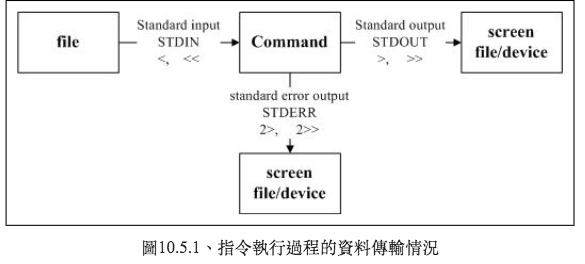 file
Standard input
STDIN
<, <<
Command
Standard output
STDOUT
>, >>
screen
file/device
standard error output
STDERR
2>, 2>>
screen
file/device
圖10.5.1、指令執行過程的資料傳輸情況